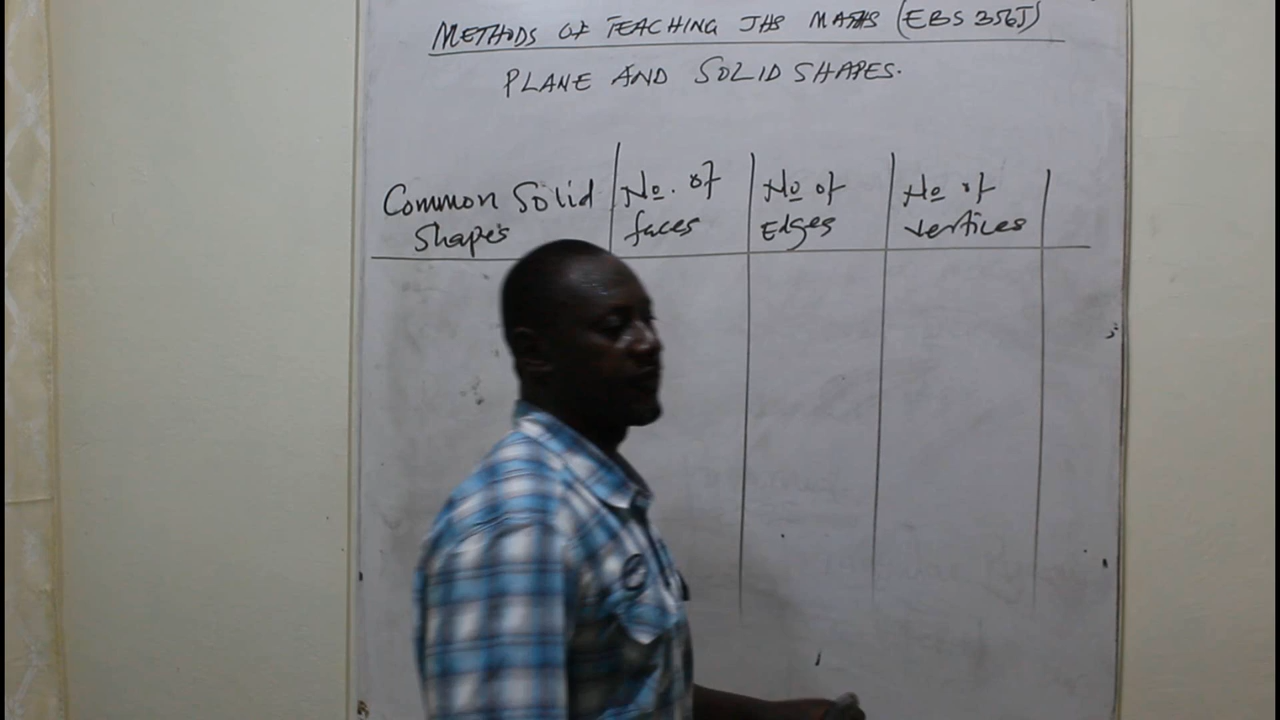 METHODS OF TEACHING JHS MATHS (EBS 356J)
PLANE AND SOLID SHAPES.
Common Solid Shapes
No. of faces
No of Edges
No of vertices